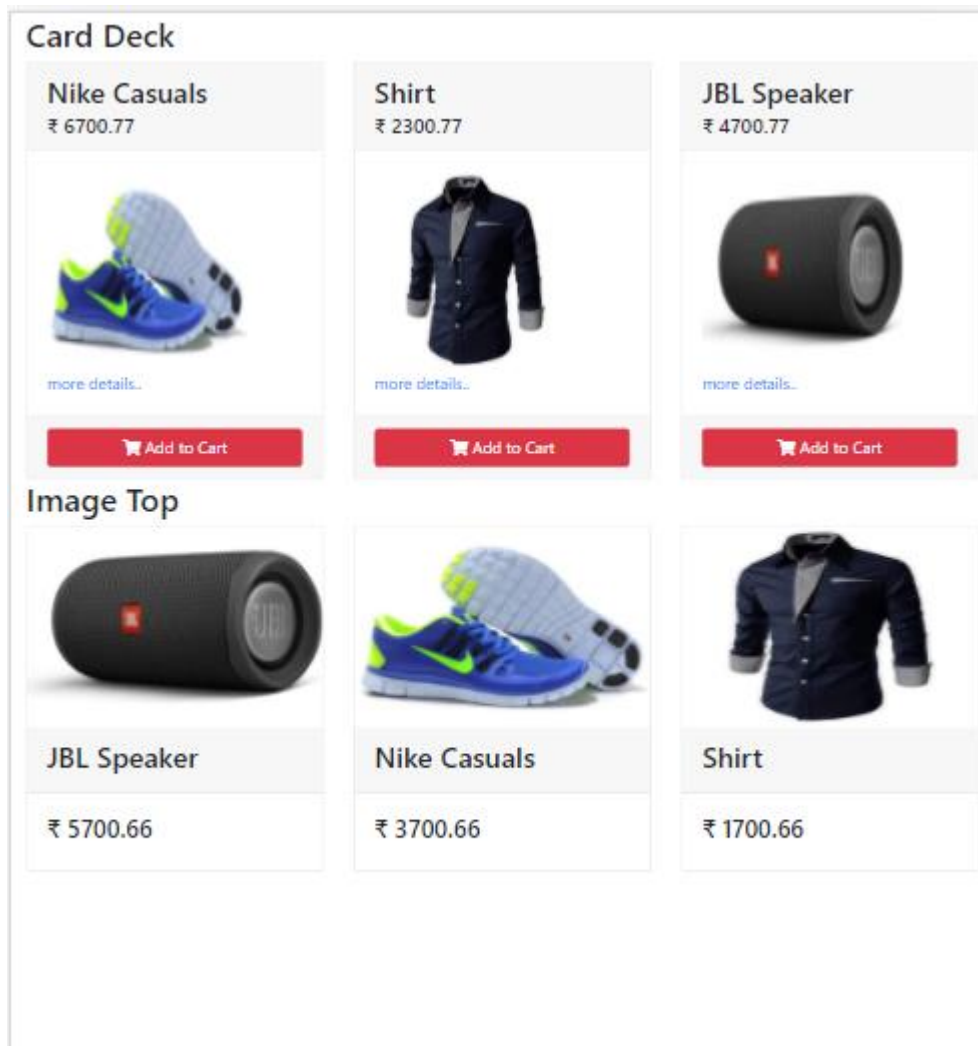 Card Deck
Nike Casuals
₹ 6700.77
Shirt
₹ 2300.77
JBL Speaker
₹ 4700.77
JBL
more details..
more details..
more details..
Add to Cart
Add to Cart
Add to Cart
Image Top
JBL
JBL Speaker
Nike Casuals
Shirt
₹ 5700.66
₹ 3700.66
₹ 1700.66